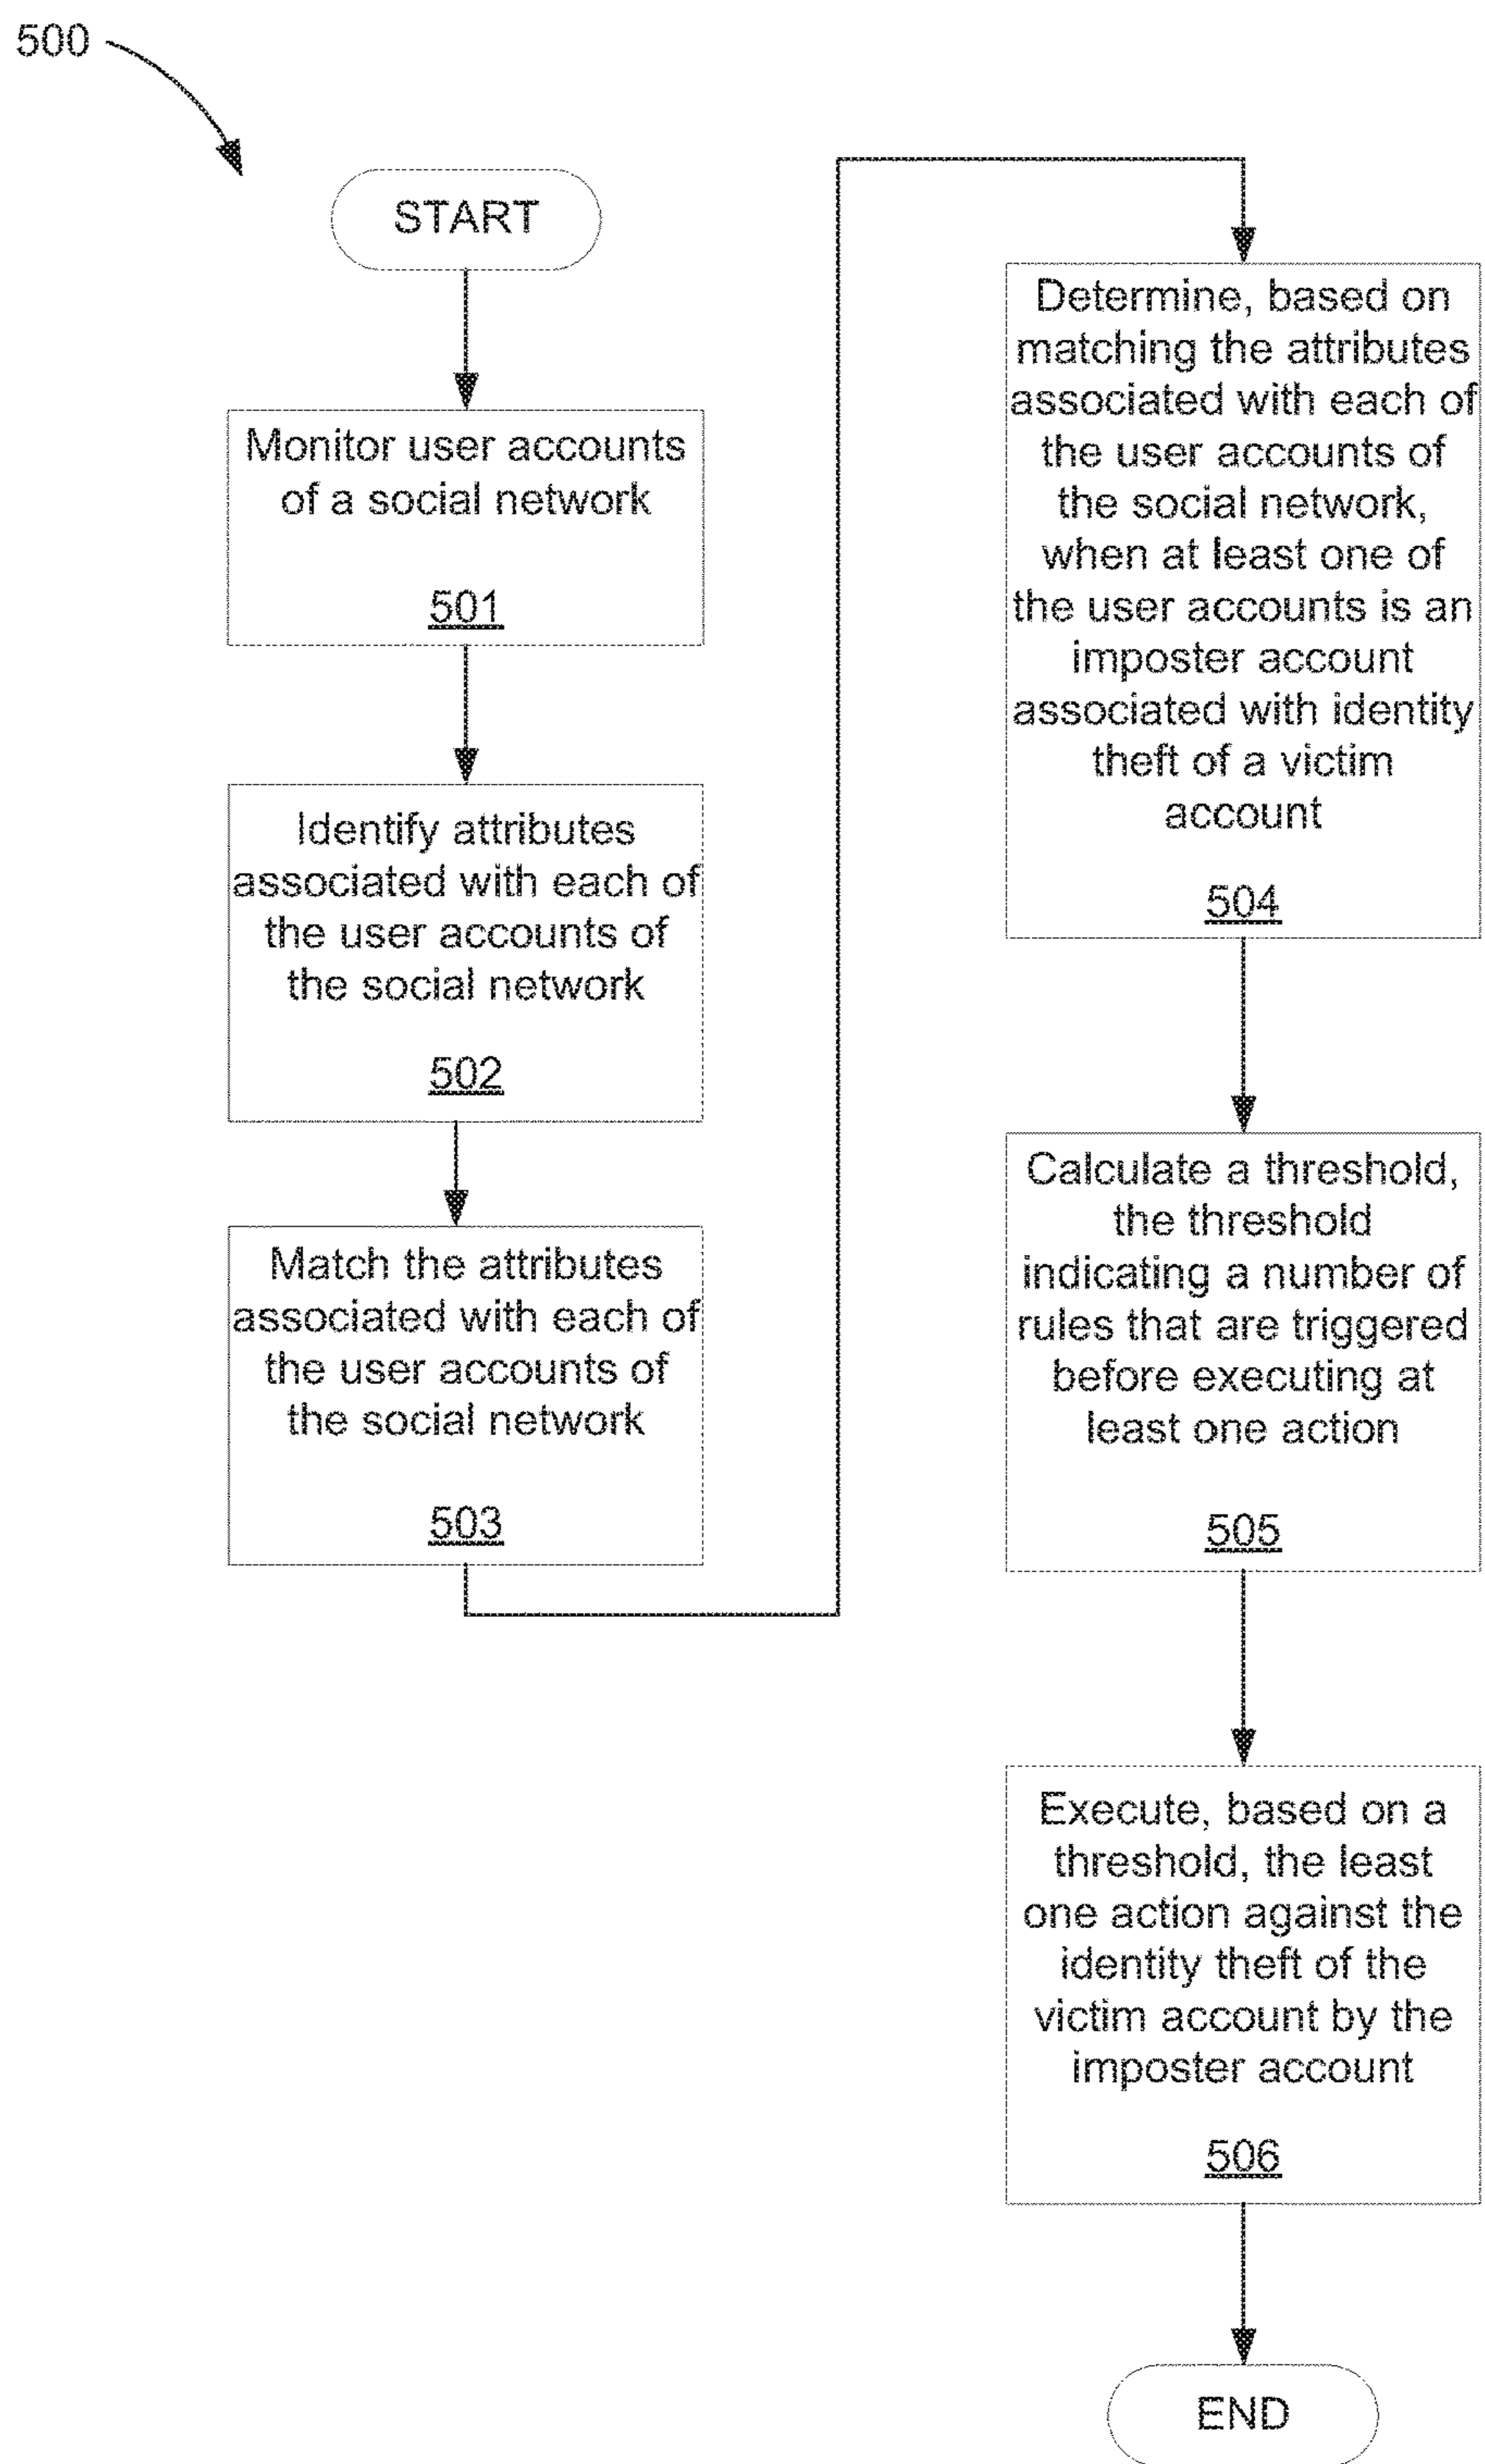 500
START
Monitor user accounts
of a social network
501
Identify attributes
associated with each of
the user accounts of
the social network
502
Match the attributes
associated with each of
the user accounts of
the social network
503
Determine, based on
matching the attributes
associated with each of
the user accounts of
the social network,
when at least one of
the user accounts is an
imposter account
associated with identity
theft of a victim
account
504
Calculate a threshold,
the threshold
indicating a number of
rules that are triggered
before executing at
least one action
505
Execute, based on a
threshold, the least
one action against the
identity theft of the
victim account by the
imposter account
506
END